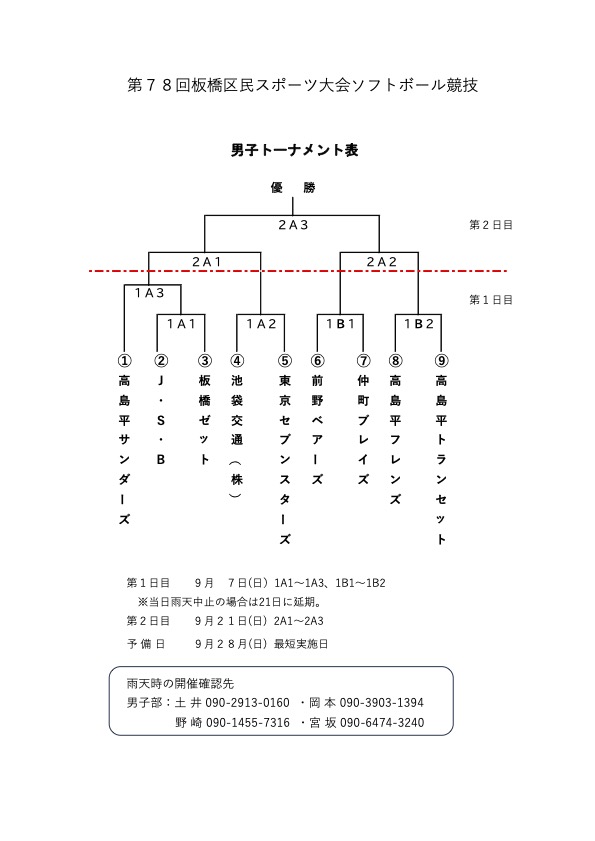 第７８回板橋区民スポーツ大会ソフトボール競技
男子トーナメント表
優　勝
2A3
第２日目
2A1
2A2
1A3
第１日目
1A1
1A2
1B1
1B2
①高島平サンダーズ
②J・S・B
③板橋ゼット
④池袋交通（株）
⑤東京セブンスターズ
⑥前野ベアーズ
⑦仲町ブレイズ
⑧高島平フレンズ
⑨高島平トランセット
第１日目　９月　７日(日) 1A1～1A3、1B1～1B2
※当日雨天中止の場合は21日に延期。
第２日目　９月２１日(日) 2A1～2A3
予 備 日　９月２８月(日) 最短実施日
雨天時の開催確認先
男子部：土 井 090-2913-0160 ・岡 本 090-3903-1394
野 崎 090-1455-7316 ・宮 坂 090-6474-3240